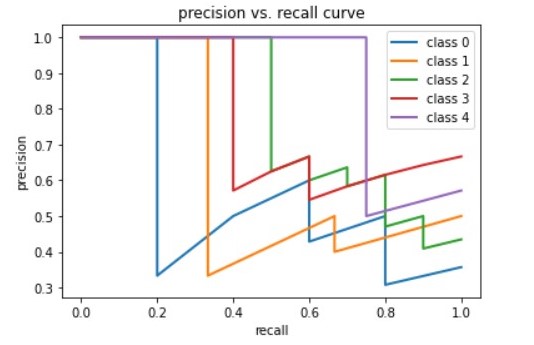 precision vs. recall curve
1.0
0.9
0.8
0.7
0.6
0.5
0.4
0.3
precision
class 0
class 1
class 2
class 3
class 4
0.0 0.2 0.4 0.6 0.8 1.0
recall